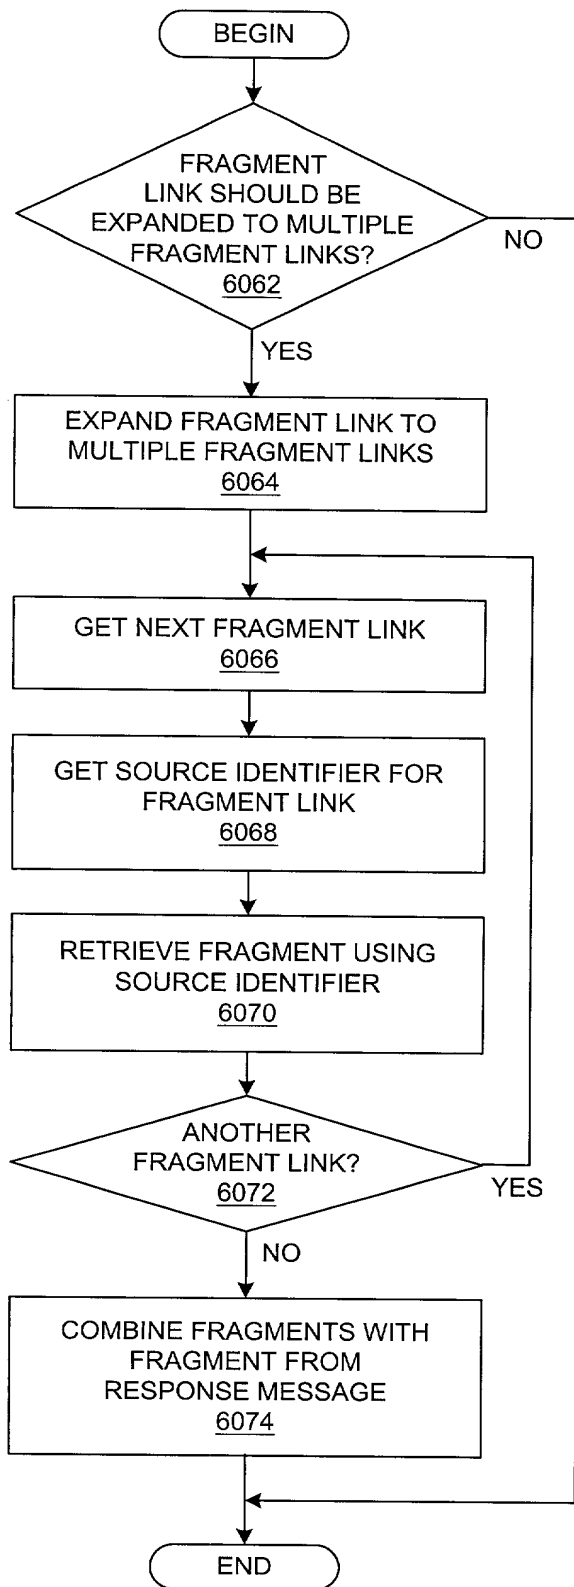 BEGIN
FRAGMENT
LINK SHOULD BE
EXPANDED TO MULTIPLE
FRAGMENT LINKS?
6062
NO
YES
EXPAND FRAGMENT LINK TO
MULTIPLE FRAGMENT LINKS
6064
GET NEXT FRAGMENT LINK
6066
GET SOURCE IDENTIFIER FOR
FRAGMENT LINK
6068
RETRIEVE FRAGMENT USING
SOURCE IDENTIFIER
6070
ANOTHER
FRAGMENT LINK?
6072
YES
NO
COMBINE FRAGMENTS WITH
FRAGMENT FROM
RESPONSE MESSAGE
6074
END